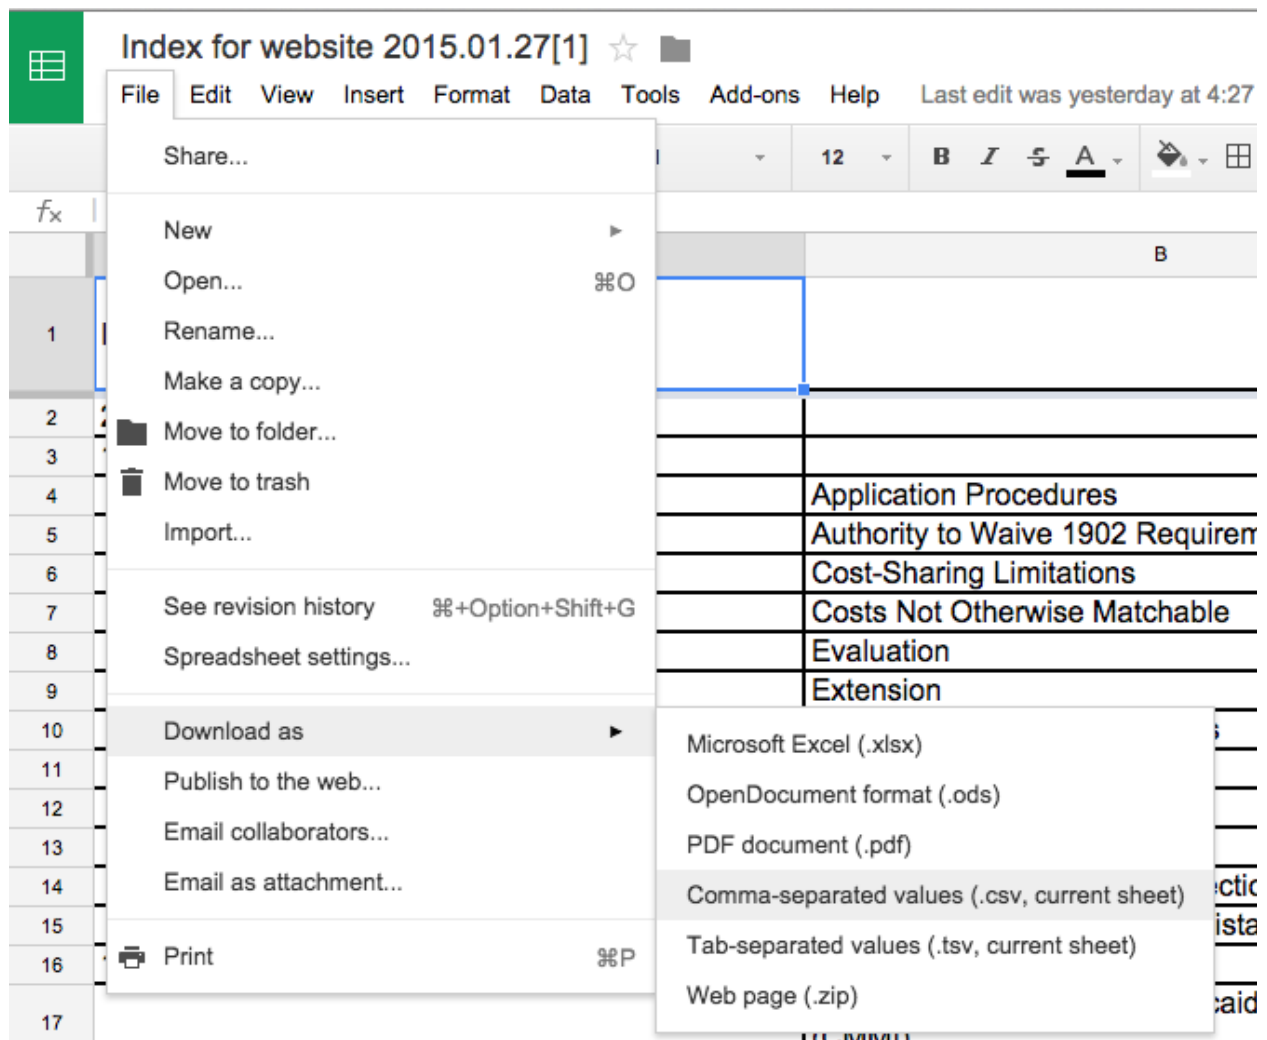 Index for website 2015.01.27[1]
File Edit View Insert Format Data Tools Add-ons Help Last edit was yesterday at 4:27
Share...
12 B I S A
fx
New
B
Open... ⌘O
1
Rename...
Make a copy...
2
Move to folder...
3
Move to trash
4 Application Procedures
5 Import... Authority to Waive 1902
6 Cost-Sharing Limitations
7 See revision history ⌘+Option+Shift+G Costs Not Otherwise Matchable
8 Spreadsheet settings... Evaluation
9 Extension
10 Download as ►
Microsoft Excel (.xlsx)
11 Publish to the web...
OpenDocument format (.ods)
12
Email collaborators...
13 PDF document (.pdf)
14 Email as attachment...
Comma-separated values (.csv, current sheet)
15
Tab-separated values (.tsv, current sheet)
16 Print ⌘P
Web page (.zip)
17